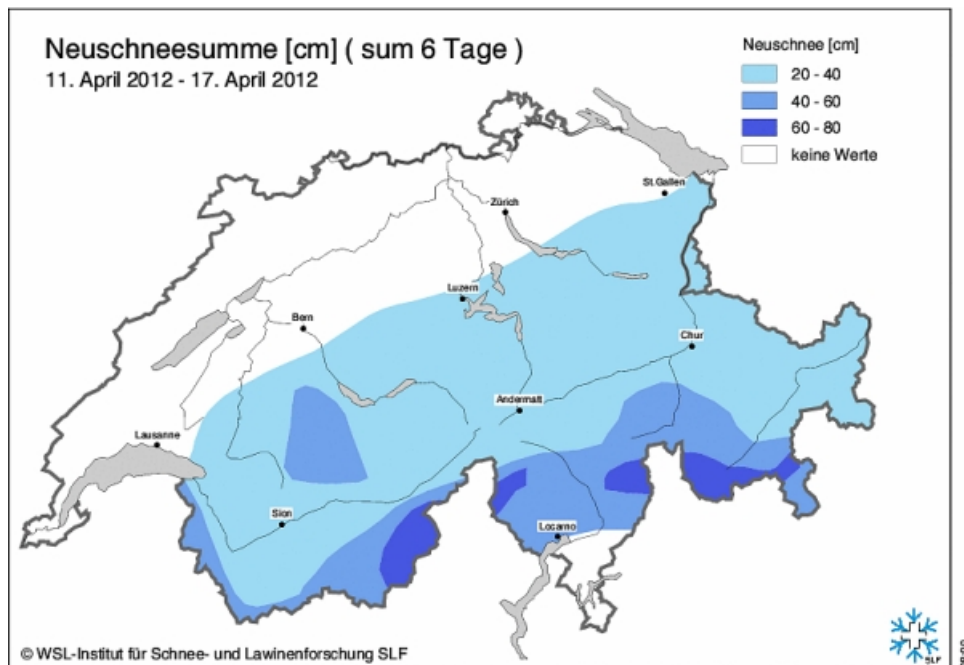 Neuschneesumme [cm] ( sum 6 Tage )
11. April 2012 - 17. April 2012
Neuschnee [cm]
20 - 40
40 - 60
60 - 80
keine Werte
St.Gallen
Zürich
Luzern
Bern
Chur
Andermatt
Lausanne
Sion
Locarno
© WSL-Institut für Schnee- und Lawinenforschung SLF
SLF